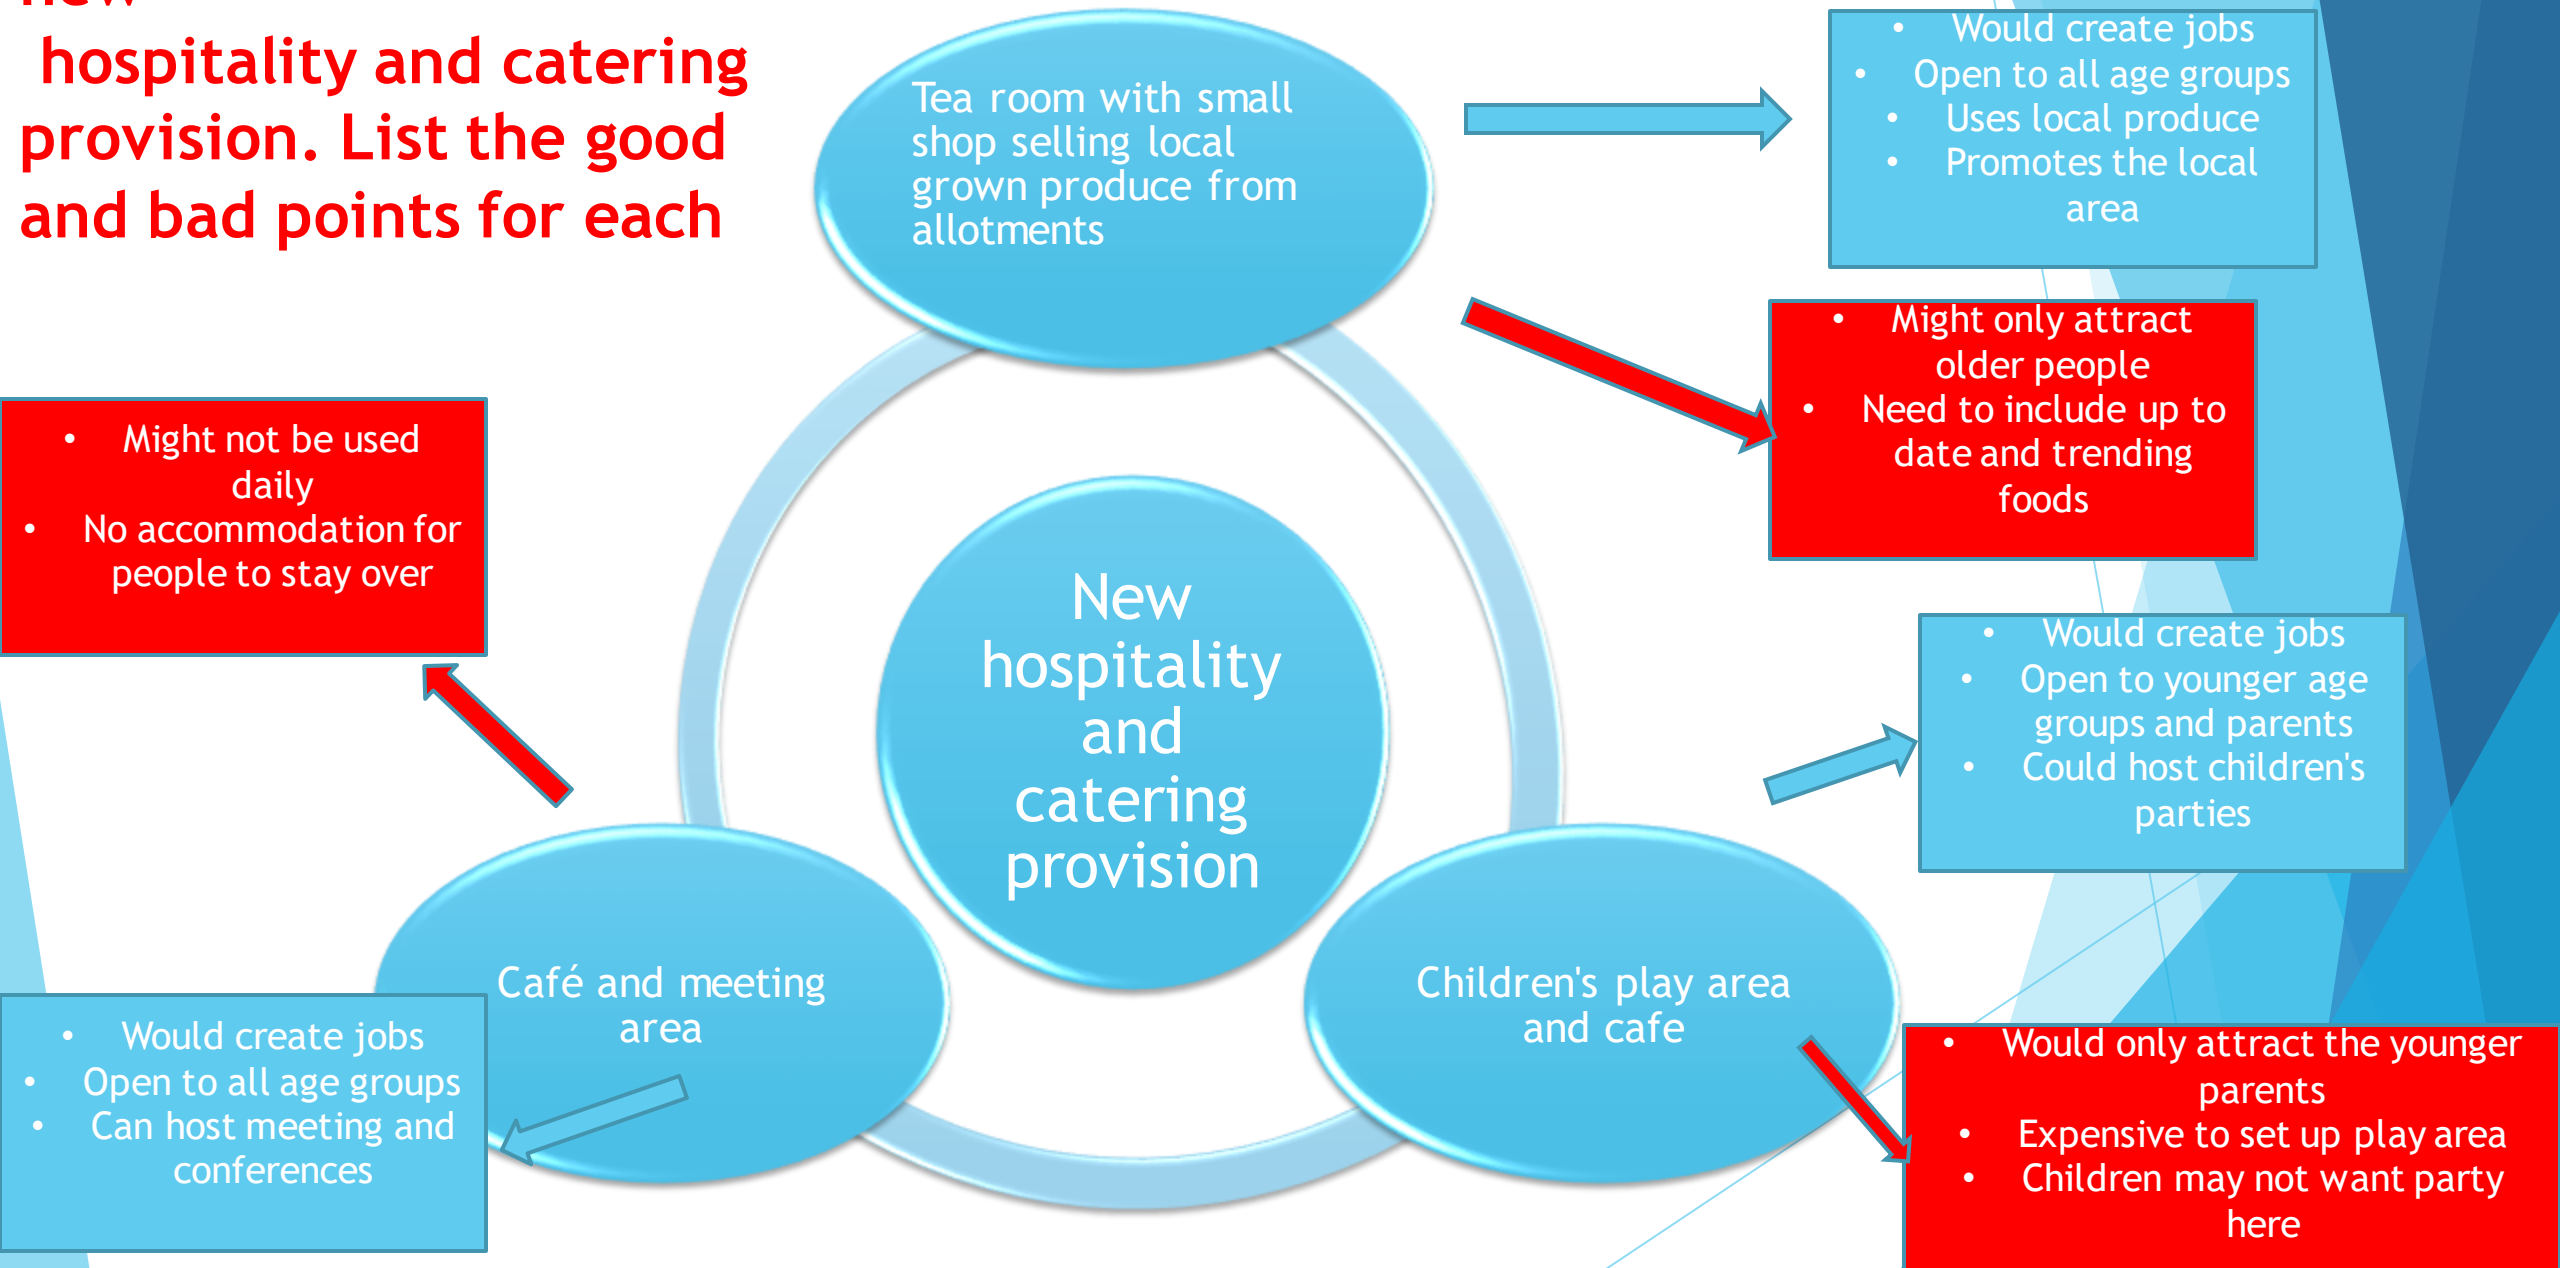 new
hospitality and catering
provision. List the good
and bad points for each
Tea room with small
shop selling local
grown produce from
allotments
• Would create jobs
• Open to all age groups
• Uses local produce
• Promotes the local
area
• Might only attract
older people
• Need to include up to
date and trending
foods
• Might not be used
daily
• No accommodation for
people to stay over
New
hospitality
and
catering
provision
• Would create jobs
• Open to younger age
groups and parents
• Could host children's
parties
Café and meeting
area
Children's play area
and cafe
• Would create jobs
• Open to all age groups
• Can host meeting and
conferences
• Would only attract the younger
parents
• Expensive to set up play area
• Children may not want party
here